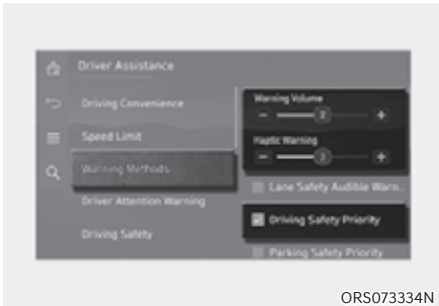 Driver Assistance
Driving Convenience
Speed Limit
Warning Methods
Driver Attention Warning
Driving Safety
Warning Volume
Haptic Warning
Lane Safety Audible Warn.
Driving Safety Priority
Parking Safety Priority
ORS073334N